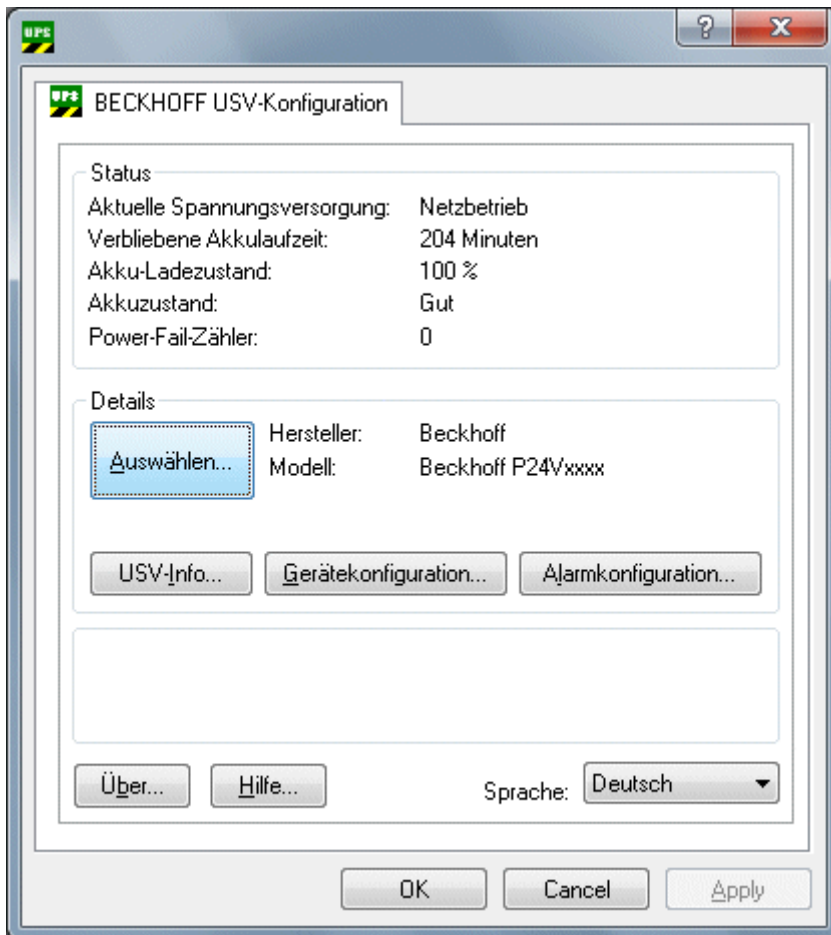 UPS
?
UPS BECKHOFF USV-Konfiguration
Status
Aktuelle Spannungsversorgung: Netzbetrieb
Verbliebene Akkulaufzeit: 204 Minuten
Akku-Ladezustand: 100 %
Akkuzustand: Gut
Power-Fail-Zähler: 0
Details
Auswählen...
Hersteller: Beckhoff
Modell: Beckhoff P24Vxxxx
USV-Info... Gerätekonfiguration... Alarmkonfiguration...
Über... Hilfe... Sprache: Deutsch
OK Cancel Apply